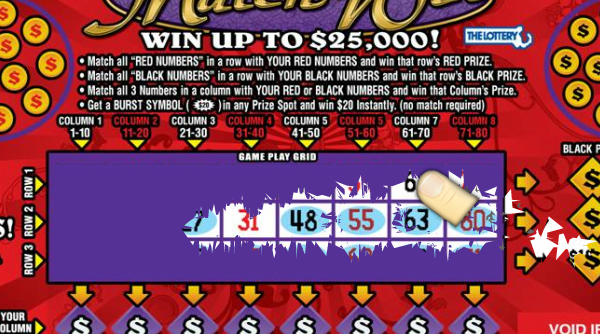 WIN UP TO $25,000!
THE LOTTERY
• Match all "RED NUMBERS" in a row with YOUR RED NUMBERS and win that row's RED PRIZE.
• Match all "BLACK NUMBERS" in a row with YOUR BLACK NUMBERS and win that row's BLACK PRIZE.
• Match all 3 Numbers in a column with YOUR RED or BLACK NUMBERS and win that Column's Prize.
• Get a BURST SYMBOL ( $20 ) in any Prize Spot and win $20 Instantly. (no match required)
COLUMN 1 COLUMN 2 COLUMN 3 COLUMN 4 COLUMN 5 COLUMN 6 COLUMN 7 COLUMN 8
1-10 11-20 21-30 31-40 41-50 51-60 61-70 71-80
GAME PLAY GRID
BLACK
ROW 1
ROW 2
31 48 55 63
ROW 3
YOUR
COLUMN
$ $ $ $ $ $ $ $
VOID